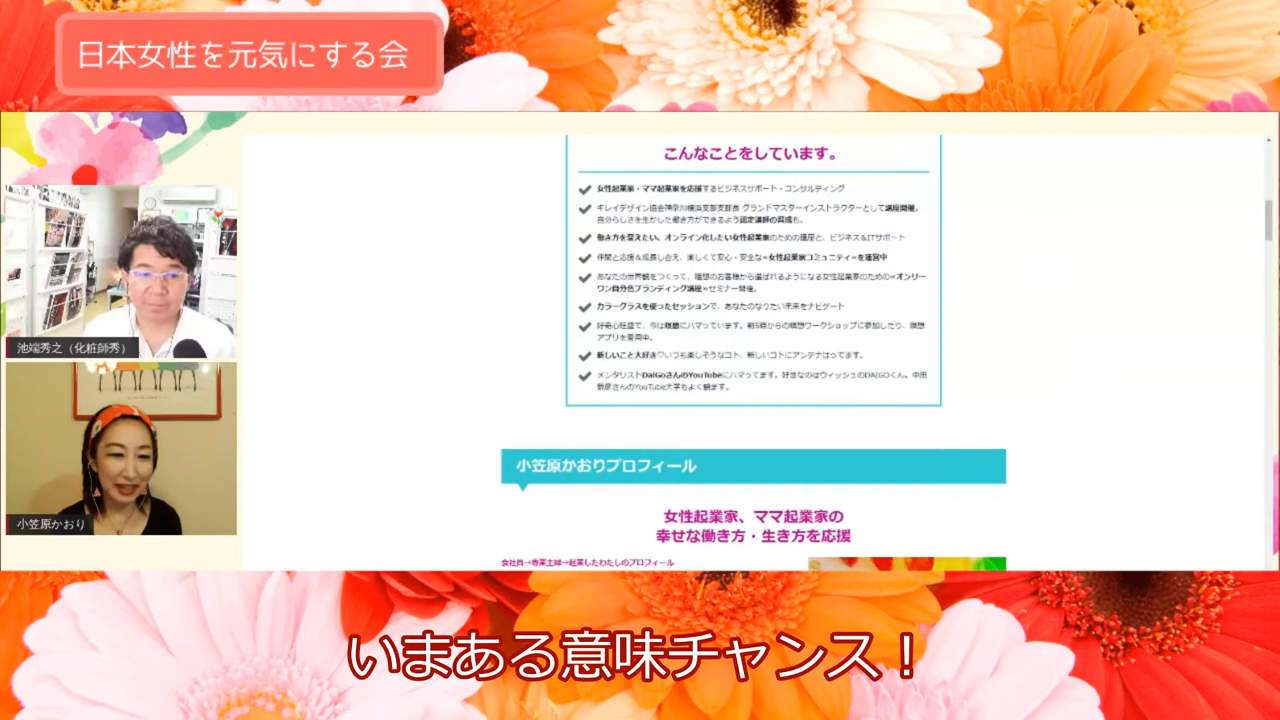 日本女性を元気にする会
こんなことをしています。
女性起業家・ママ起業家を応援するビジネスサポート・コンサルティング
キレイデザイン協会神奈川横浜支部支部長 グランドマスターインストラクターとして講座開催。
自分らしさを生かした働き方ができるよう認定講師の育成も。
働き方を変えたい、オンライン化したい女性起業家のための講座と、ビジネス&ITサポート
仲間と応援&成長し合え、楽しくて安心・安全な=女性起業家コミュニティ=を運営中
あなたの世界観をつくって、理想のお客様から選ばれるようになる女性起業家のための=オンリー
ワン自分色ブランディング講座=セミナー開催。
カラーグラスを使ったセッションで、あなたのなりたい未来をナビゲート
好奇心旺盛で、今は瞑想にハマっています。朝5時からの瞑想ワークショップに参加したり、瞑想
アプリを愛用中。
新しいこと大好き♡いつも楽しそうなコト、新しいコトにアンテナはってます。
メンタリストDaiGoさんのYouTubeにハマってます。好きなのはウィッシュのDAIGOくん。中田
敦彦さんのYouTube大学もよく観ます。
池端秀之（化粧師秀）
小笠原かおり
小笠原かおりプロフィール
女性起業家、ママ起業家の
幸せな働き方・生き方を応援
会社員→専業主婦→起業したわたしのプロフィール
いまある意味チャンス！